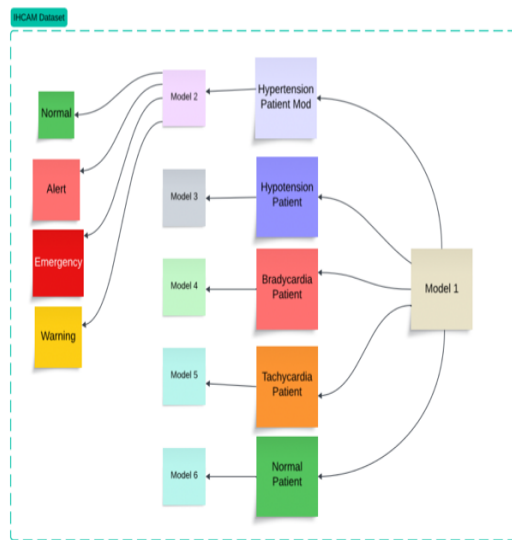 IHCAM Dataset
Normal
Alert
Emergency
Warning
Model 2
Model 3
Model 4
Model 5
Model 6
Hypertension
Patient Mod
Hypotension
Patient
Bradycardia
Patient
Tachycardia
Patient
Normal
Patient
Model 1